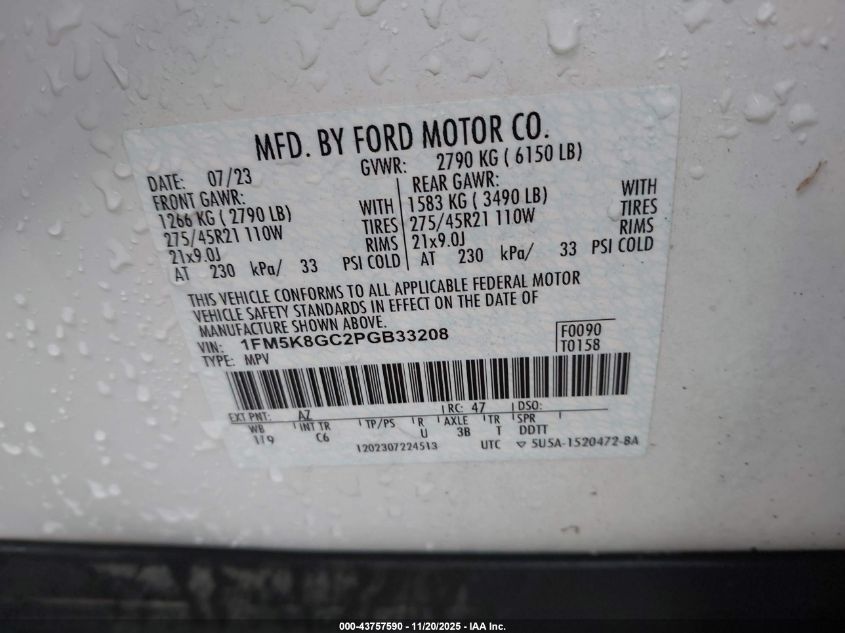 MFD. BY FORD MOTOR CO.
DATE: 07/23 GVWR: 2790 KG ( 6150 LB)
FRONT GAWR: REAR GAWR:
1266 KG ( 2790 LB) WITH 1583 KG ( 3490 LB) WITH
275/45R21 110W TIRES 275/45R21 110W TIRES
21x9.0J RIMS 21x9.0J RIMS
AT 230 kPa/ 33 PSI COLD AT 230 kPa/ 33 PSI COLD
THIS VEHICLE CONFORMS TO ALL APPLICABLE FEDERAL MOTOR
VEHICLE SAFETY STANDARDS IN EFFECT ON THE DATE OF
MANUFACTURE SHOWN ABOVE.
VIN: 1FM5K8GC2PGB33208 F0090
TYPE: MPV T0158
EXT PNT: AZ RC: 47 DSO:
WB INT TR TP/PS R AXLE TR SPR
119 C6 U 3B T DDTT
1202307224513 UTC 5U5A-1520472-BA
000-43757590 - 11/20/2025 - IAA Inc.